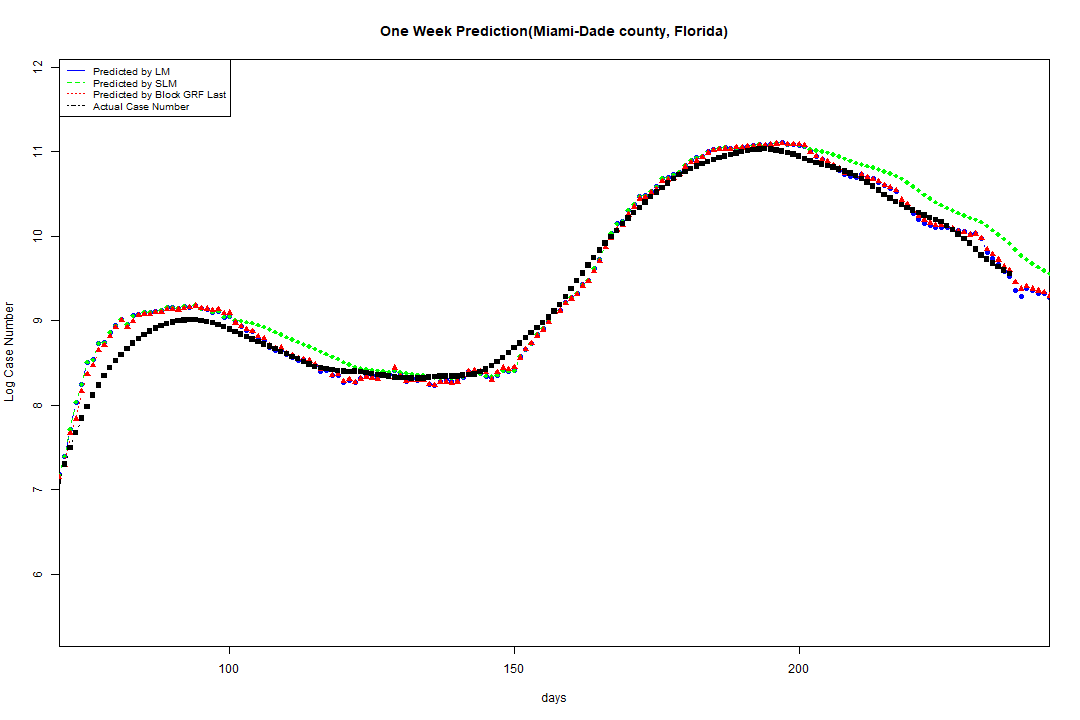 One Week Prediction(Miami-Dade county, Florida)
Predicted by LM
Predicted by SLM
Predicted by Block GRF Last
Actual Case Number
12
11
10
9
8
7
6
Log Case Number
100 150 200
days